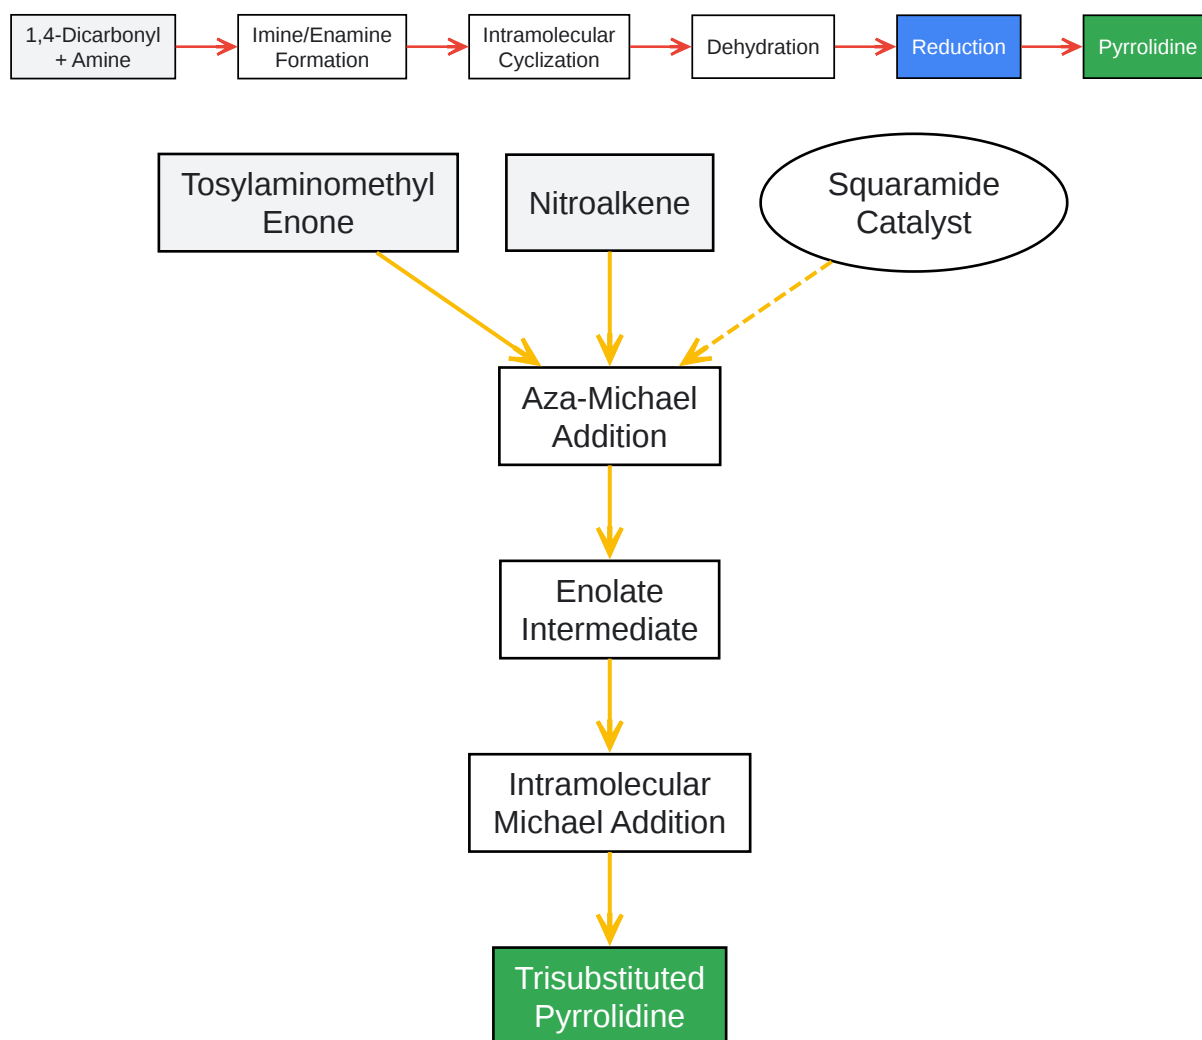 1,4-Dicarbonyl
+ Amine
Imine/Enamine
Formation
Intramolecular
Cyclization
Dehydration
Reduction
Pyrrolidine
Tosylaminomethyl
Enone
Nitroalkene
Squaramide
Catalyst
Aza-Michael
Addition
Enolate
Intermediate
Intramolecular
Michael Addition
Trisubstituted
Pyrrolidine